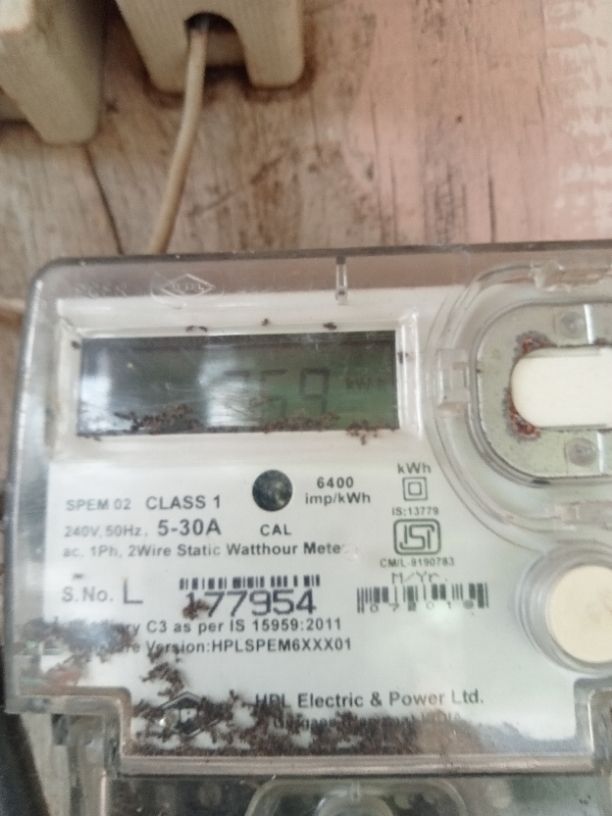 SPEM 02 CLASS 1
6400
imp/kWh
kWh
IS:13779
240V, 50Hz, 5-30A
CAL
ac, 1Ph, 2Wire Static Watthour
ISI
CM/L-9190783
M/Yr.
S.No. L 177954
C3 as per IS 15959:2011
Version:HPLSPEM6XXX01
HPL Electric & Power Ltd.